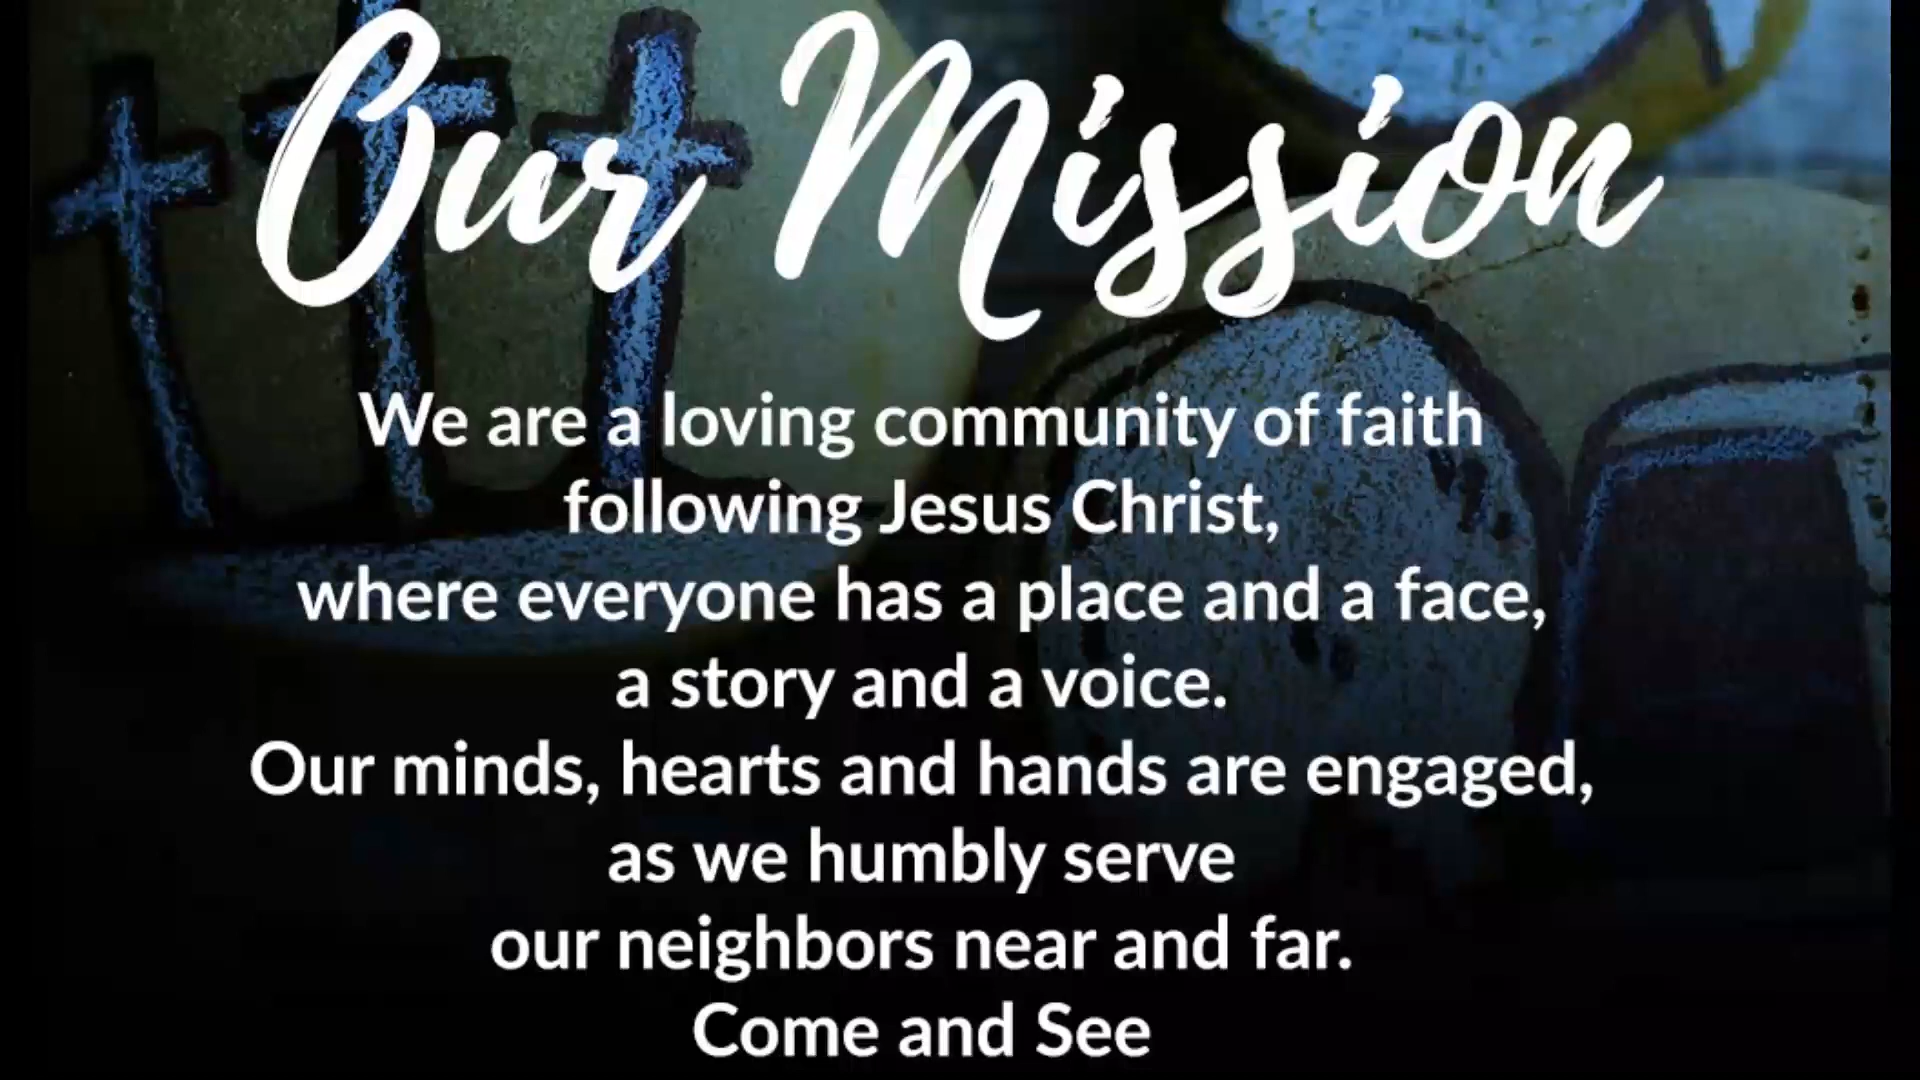 Our Mission
We are a loving community of faith
following Jesus Christ,
where everyone has a place and a face,
a story and a voice.
Our minds, hearts and hands are engaged,
as we humbly serve
our neighbors near and far.
Come and See